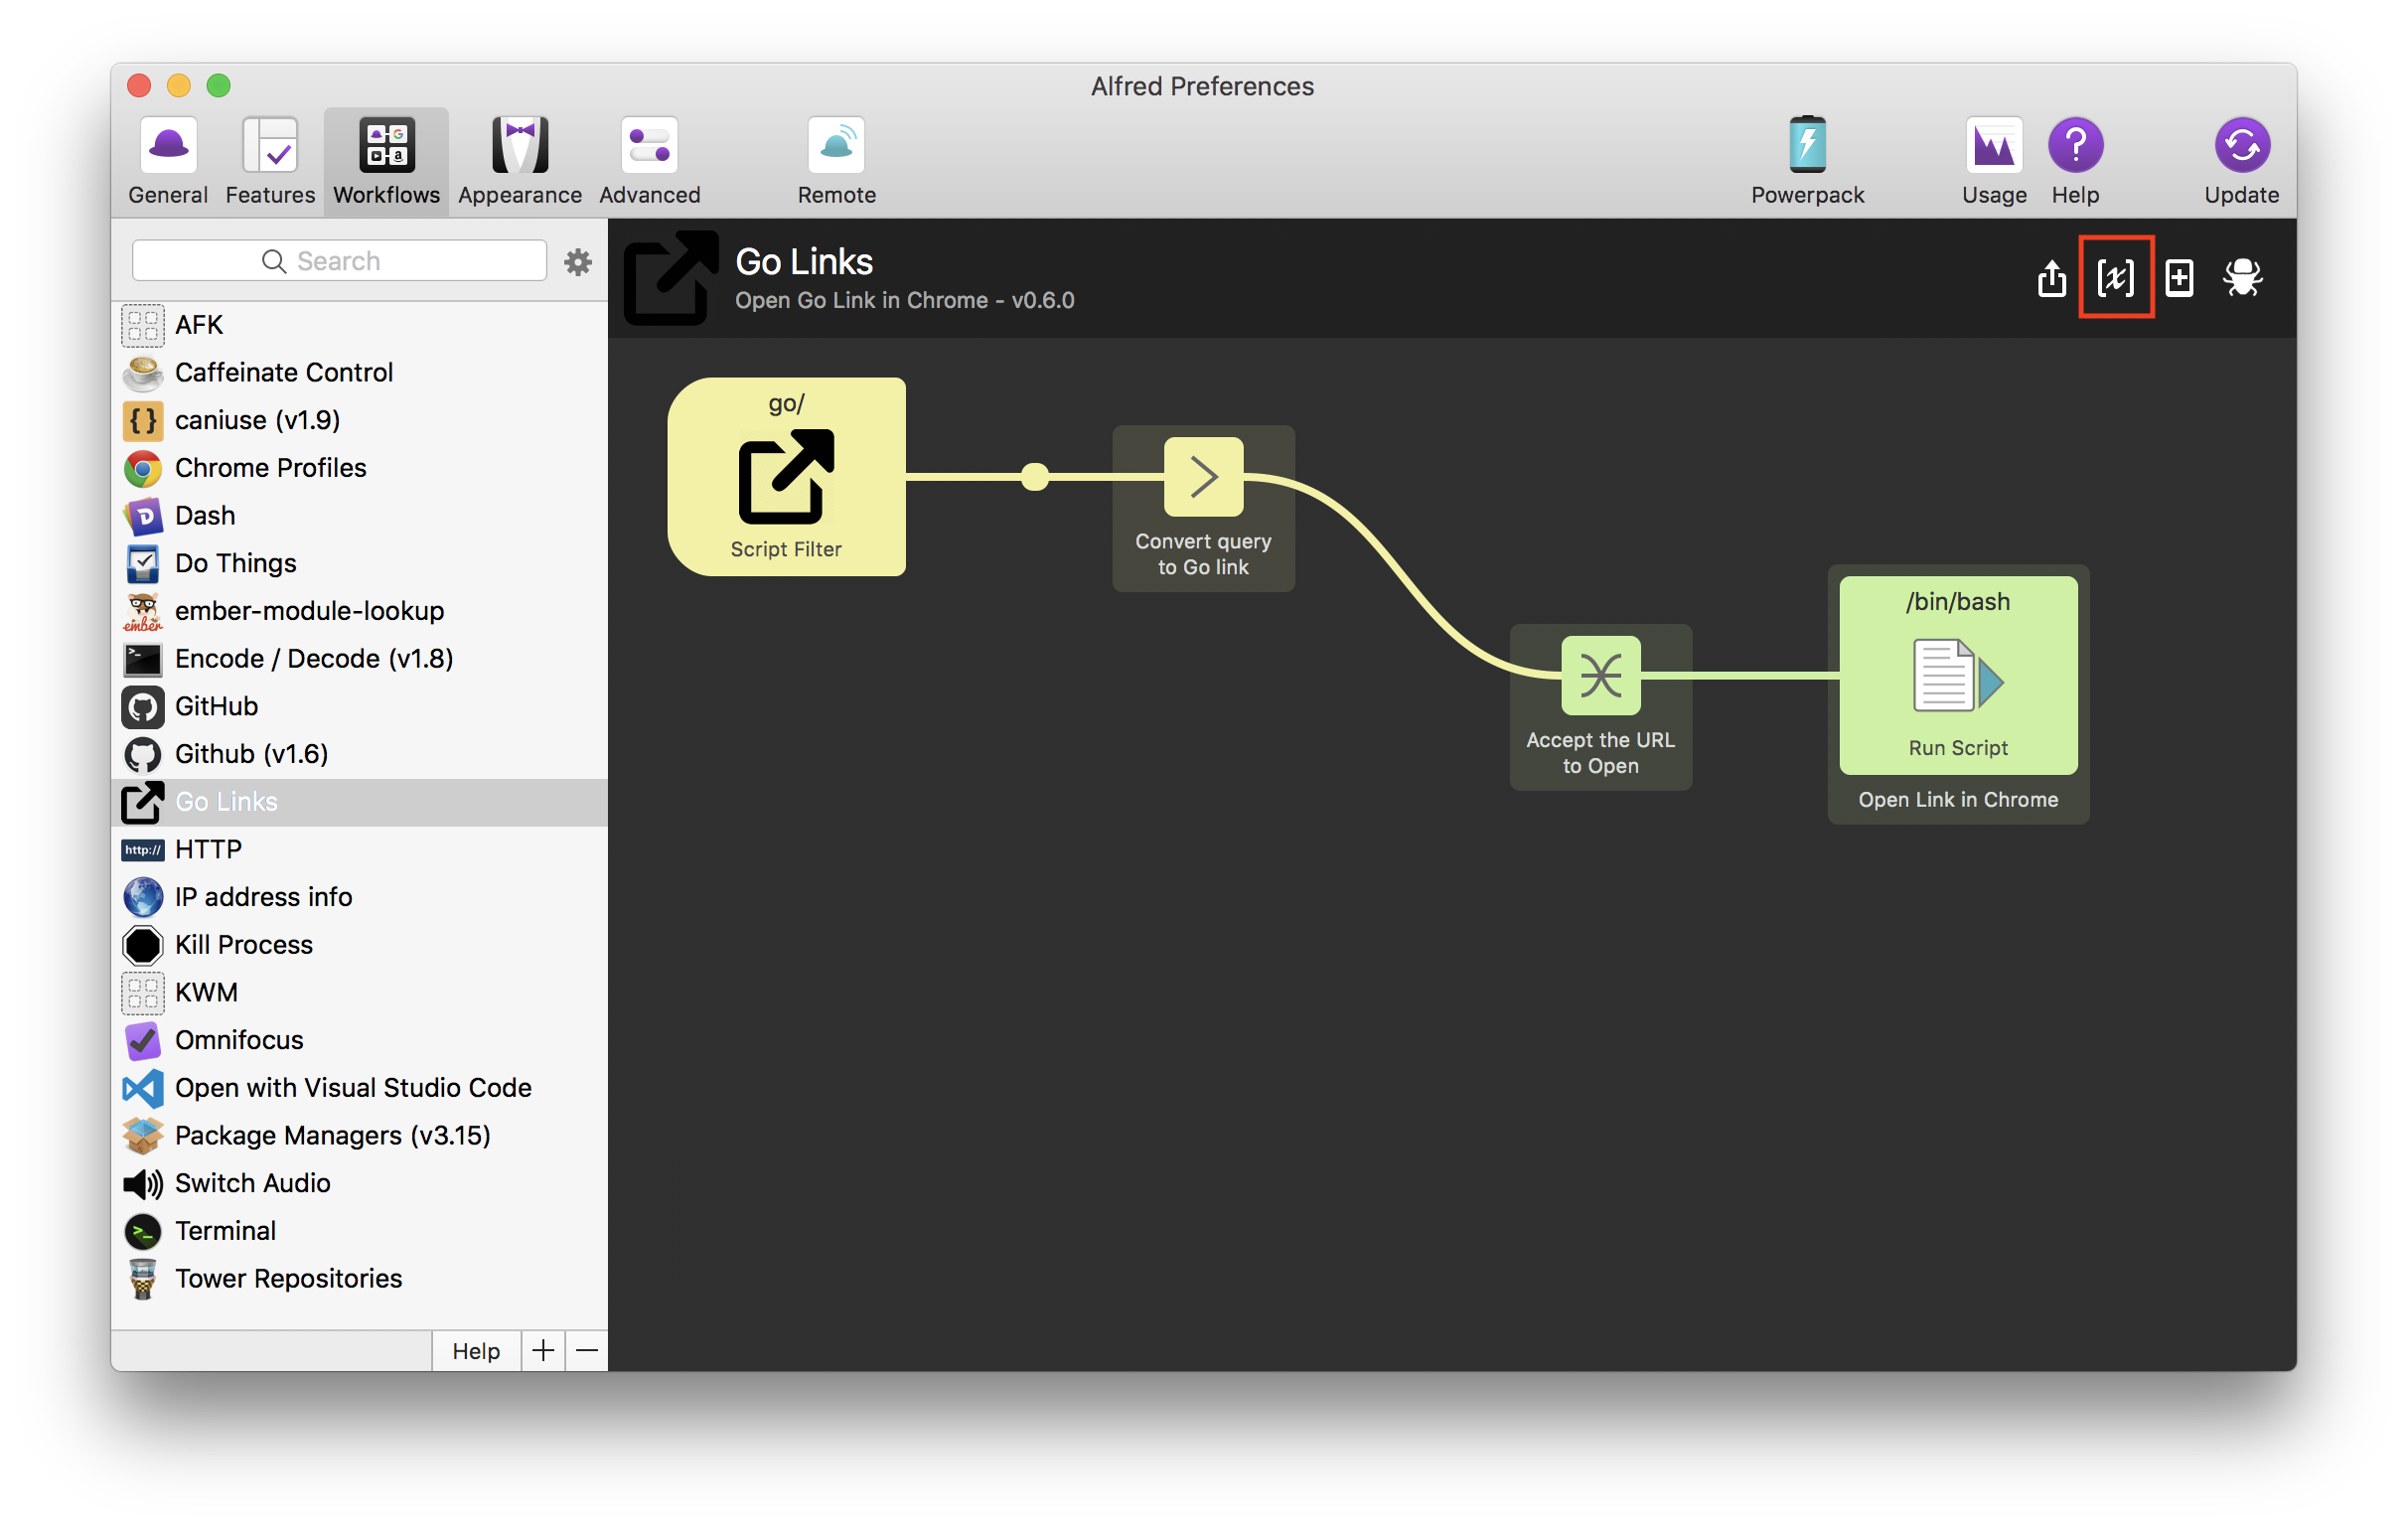 Alfred Preferences
General
Features
Workflows
Appearance
Advanced
Remote
Powerpack
Usage
Help
Update
Search
Go Links
Open Go Link in Chrome - v0.6.0
[x]
AFK
Caffeinate Control
{ } caniuse (v1.9)
Chrome Profiles
D Dash
Do Things
ember ember-module-lookup
>_ Encode / Decode (v1.8)
GitHub
Github (v1.6)
Go Links
http:// HTTP
IP address info
Kill Process
KWM
Omnifocus
Open with Visual Studio Code
Package Managers (v3.15)
Switch Audio
>_ Terminal
Tower Repositories
Help
go/
Script Filter
Convert query
to Go link
Accept the URL
to Open
/bin/bash
Run Script
Open Link in Chrome